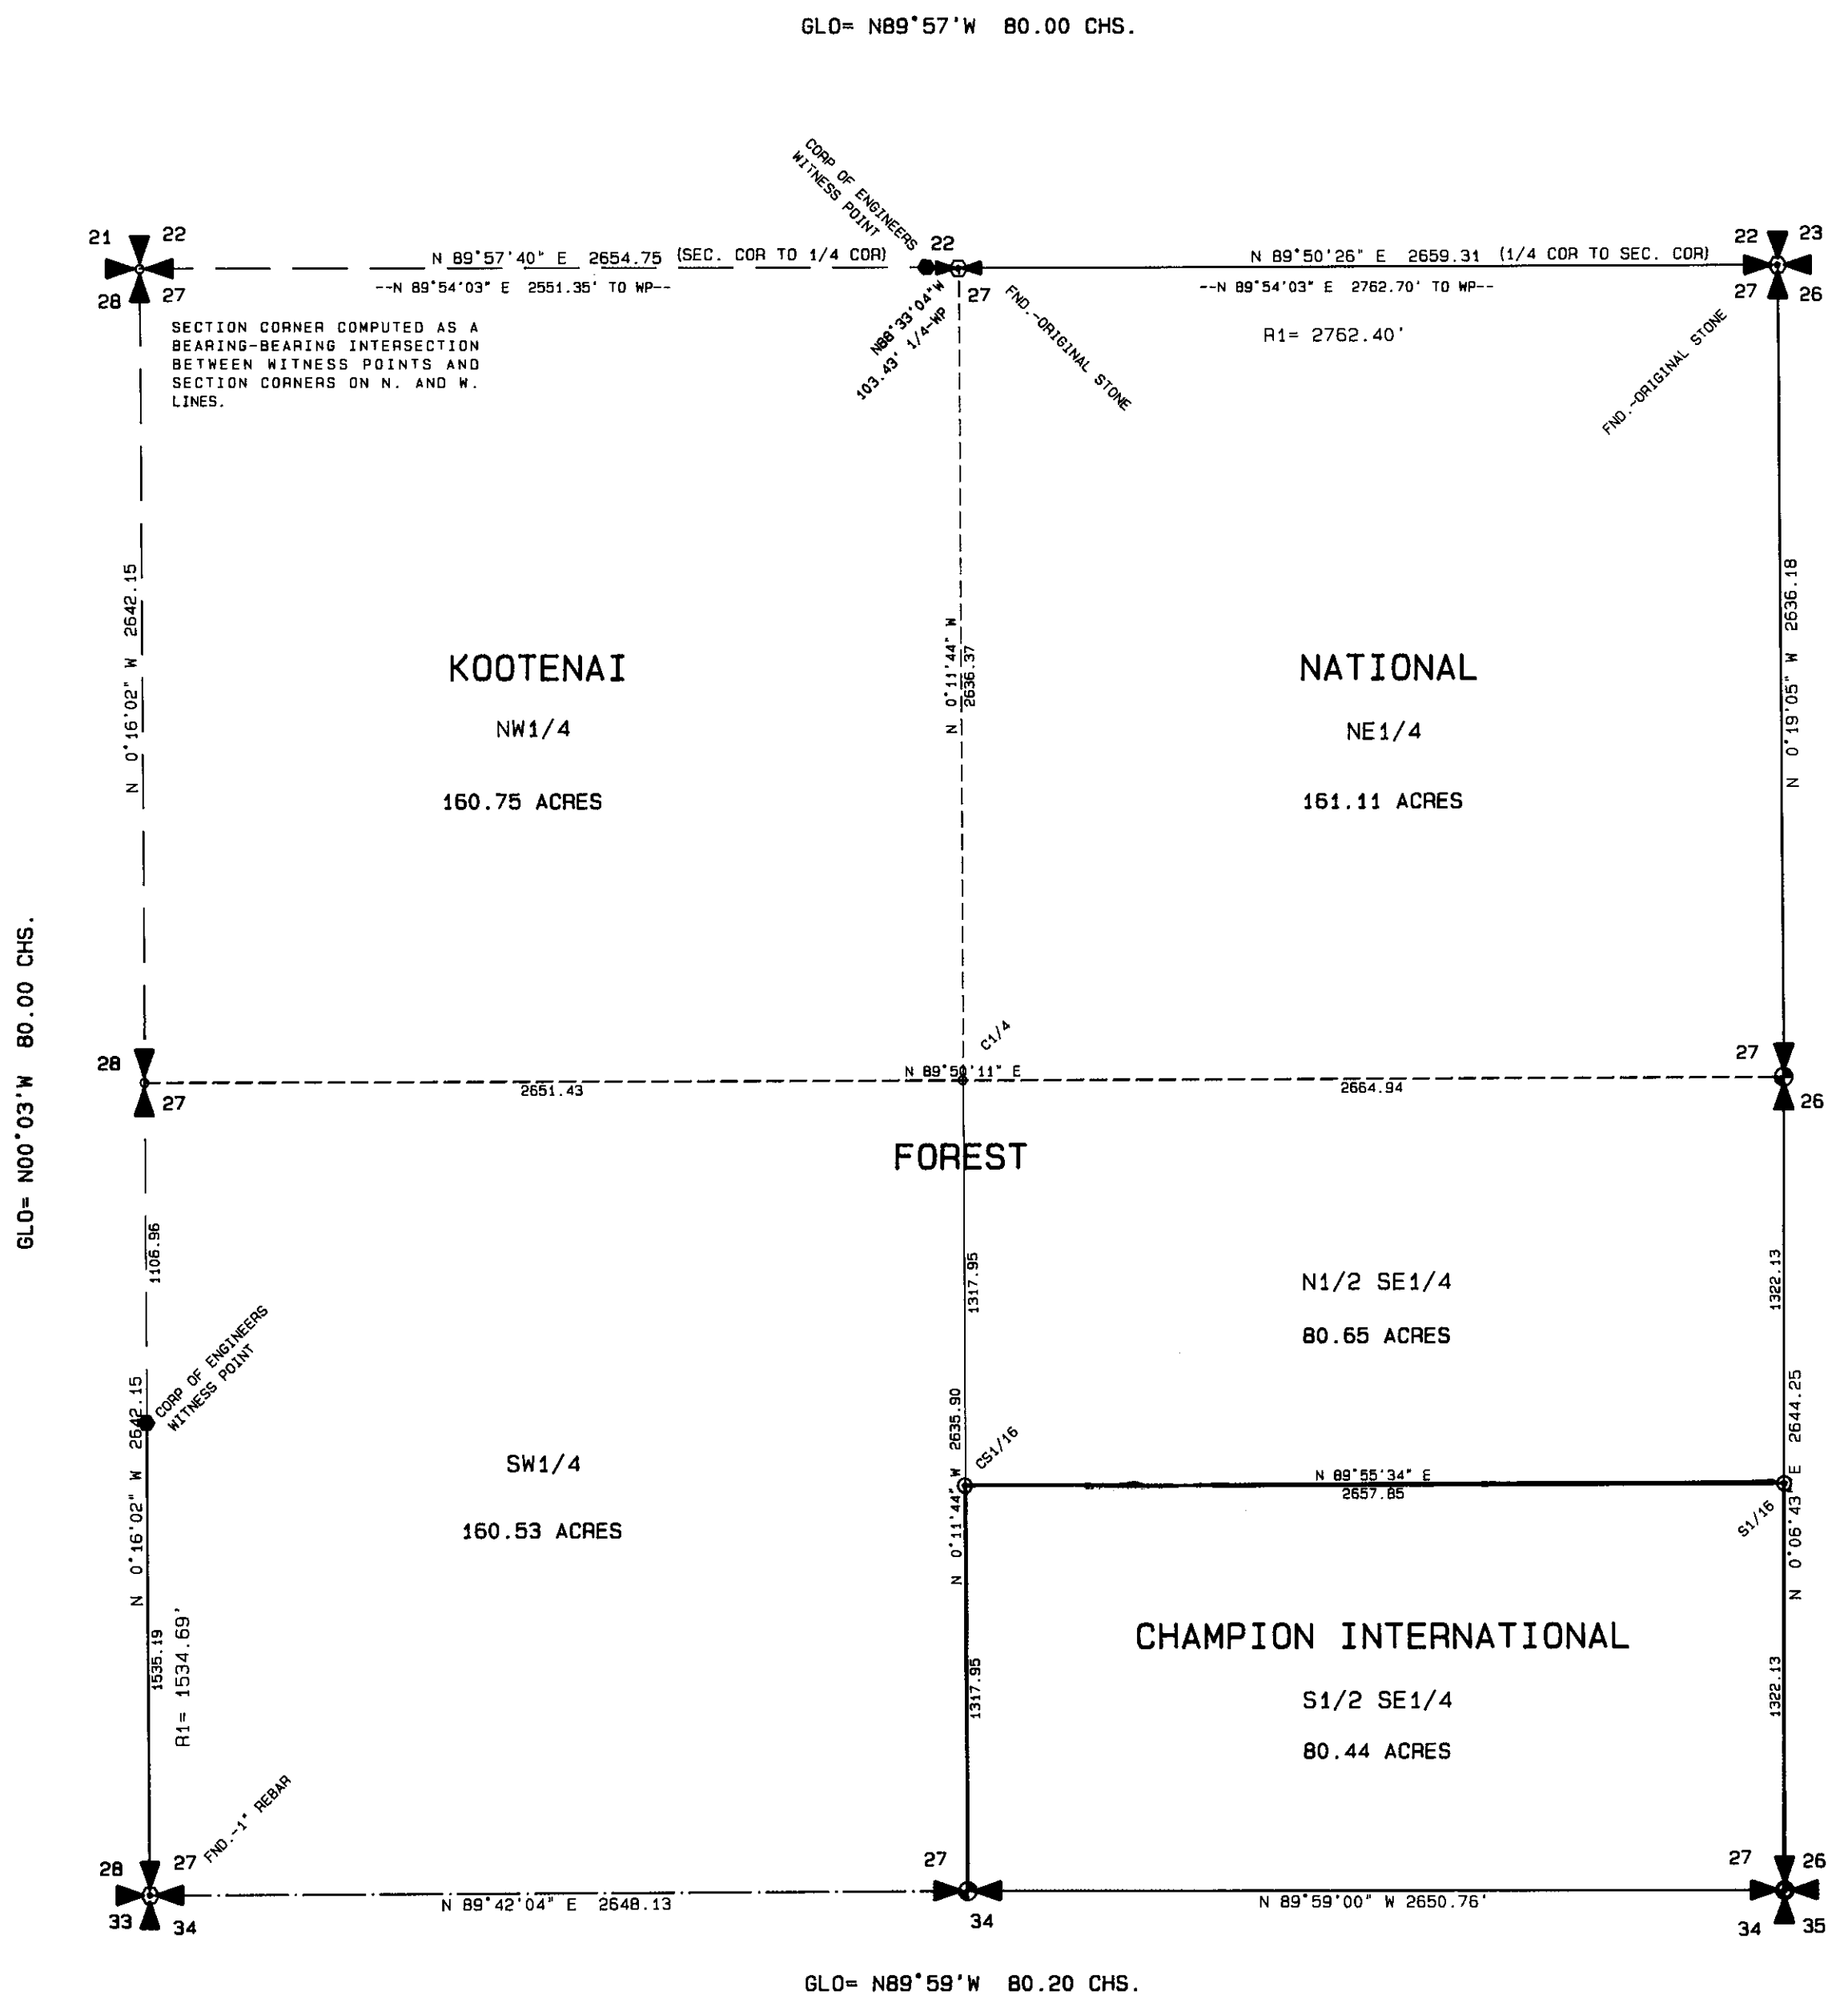 GLO= N89°57'W 80.00 CHS.
CORP OF ENGINEERS
WITNESS POINT
21
22
22
22
23
N 89°57'40" E 2654.75 (SEC. COR TO 1/4 COR)
N 89°50'26" E 2659.31 (1/4 COR TO SEC. COR)
--N 89°54'03" E 2551.35' TO WP--
--N 89°54'03" E 2762.70' TO WP--
28
27
27
27
26
N88°33'04"W
103.43' 1/4-WP
FND.-ORIGINAL STONE
R1= 2762.40'
FND.-ORIGINAL STONE
SECTION CORNER COMPUTED AS A
BEARING-BEARING INTERSECTION
BETWEEN WITNESS POINTS AND
SECTION CORNERS ON N. AND W.
LINES.
N 0°16'02" W 2642.15
N 0°11'44" W
2636.37
N 0°19'05" W 2636.18
KOOTENAI
NW1/4
160.75 ACRES
NATIONAL
NE1/4
161.11 ACRES
GLO= N00°03'W 80.00 CHS.
28
27
C1/4
N 89°50'11" E
2651.43
2664.94
27
26
FOREST
1106.96
1317.95
1322.13
N1/2 SE1/4
80.65 ACRES
CORP OF ENGINEERS
WITNESS POINT
N 0°16'02" W 2642.15
N 0°11'44" W 2635.90
CS1/16
N 89°55'34" E
2657.85
S1/16
N 0°06'43" E 2644.25
SW1/4
160.53 ACRES
1535.19
R1= 1534.69'
1317.95
1322.13
CHAMPION INTERNATIONAL
S1/2 SE1/4
80.44 ACRES
FND.-1" REBAR
28
27
27
27
26
N 89°42'04" E 2648.13
N 89°59'00" W 2650.76'
33
34
34
34
35
GLO= N89°59'W 80.20 CHS.